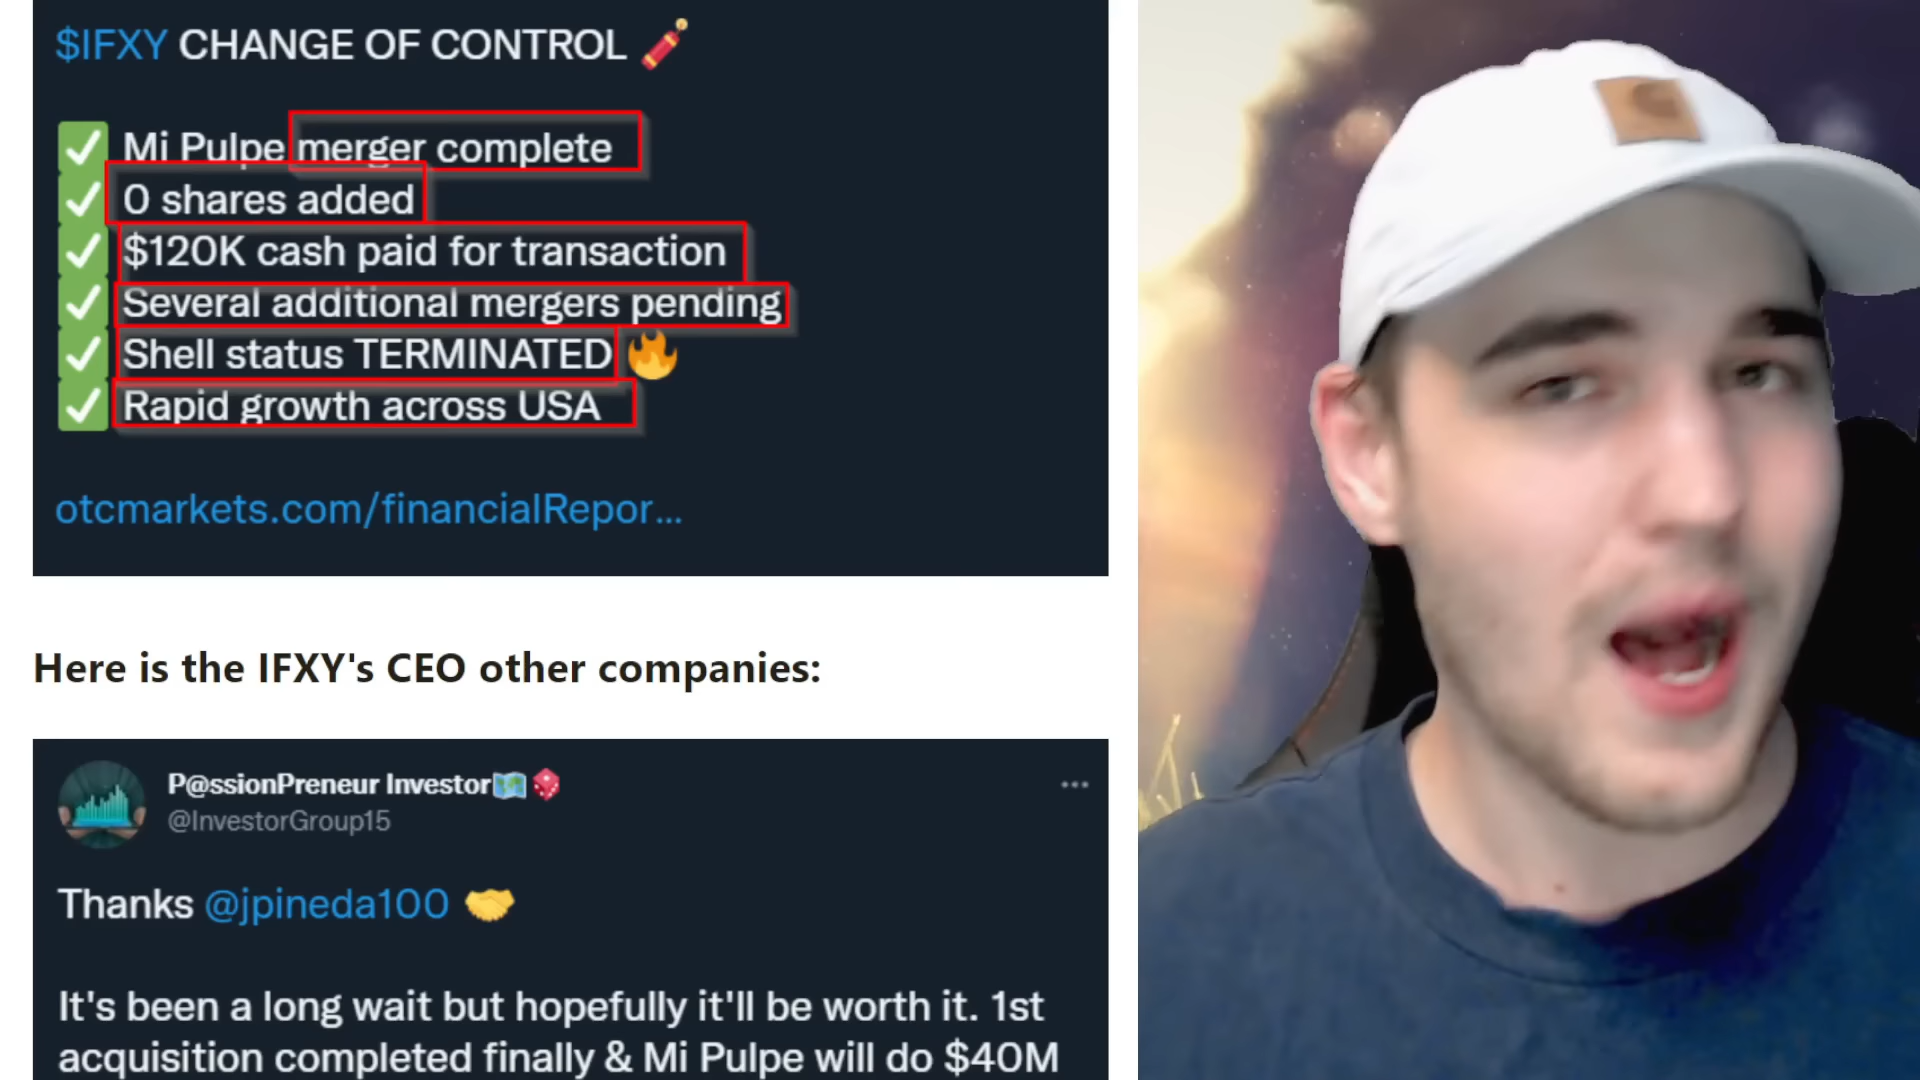 $IFXY CHANGE OF CONTROL 🧨
✅ Mi Pulpe merger complete
✅ 0 shares added
✅ $120K cash paid for transaction
✅ Several additional mergers pending
✅ Shell status TERMINATED 🔥
✅ Rapid growth across USA
otcmarkets.com/financialRepor...
Here is the IFXY's CEO other companies:
P@ssionPreneur Investor🗺️🎲
@InvestorGroup15
Thanks @jpineda100 🤝
It's been a long wait but hopefully it'll be worth it. 1st
acquisition completed finally & Mi Pulpe will do $40M